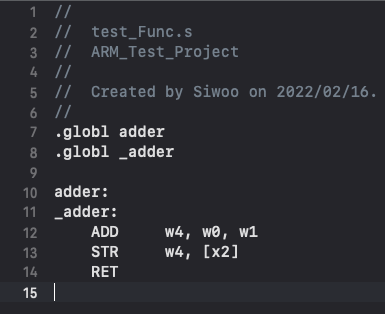 1 //
2 // test_Func.s
3 // ARM_Test_Project
4 //
5 // Created by Siwoo on 2022/02/16.
6 //
7 .globl adder
8 .globl _adder
9
10 adder:
11 _adder:
12 ADD w4, w0, w1
13 STR w4, [x2]
14 RET
15